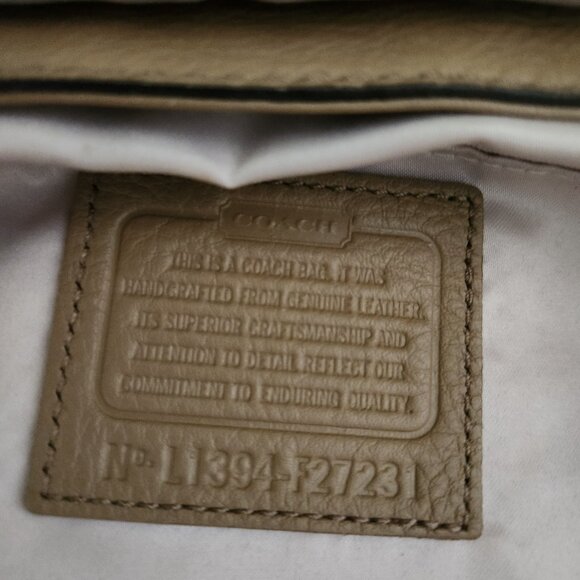 COACH
THIS IS A COACH BAG. IT WAS
HANDCRAFTED FROM GENUINE LEATHER.
ITS SUPERIOR CRAFTSMANSHIP AND
ATTENTION TO DETAIL REFLECT OUR
COMMITMENT TO ENDURING QUALITY.
No. L1394-F27231